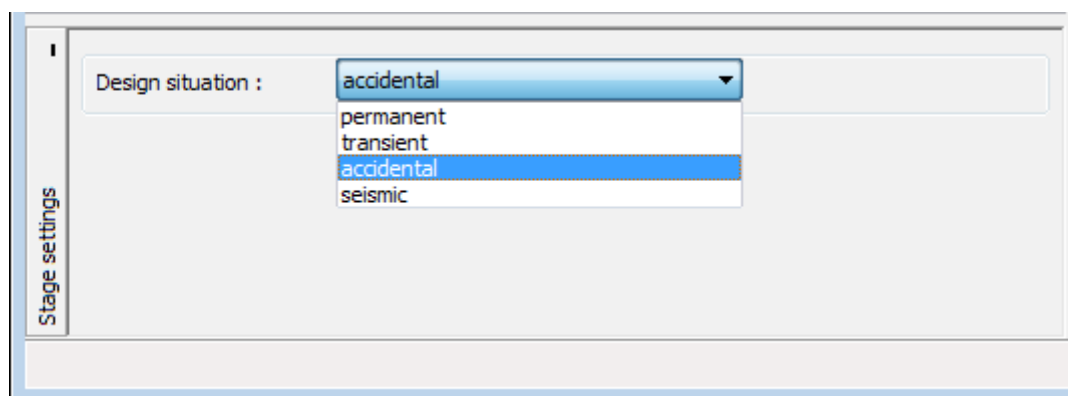 Stage settings
Design situation :
accidental
permanent
transient
accidental
seismic